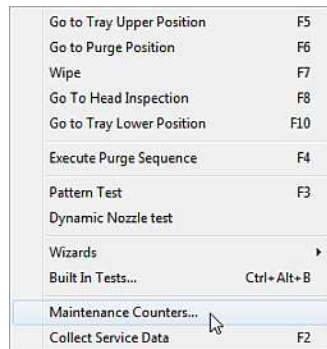 Go to Tray Upper Position F5
Go to Purge Position F6
Wipe F7
Go To Head Inspection F8
Go to Tray Lower Position F10
Execute Purge Sequence F4
Pattern Test F3
Dynamic Nozzle test
Wizards
Built In Tests... Ctrl+Alt+B
Maintenance Counters...
Collect Service Data F2